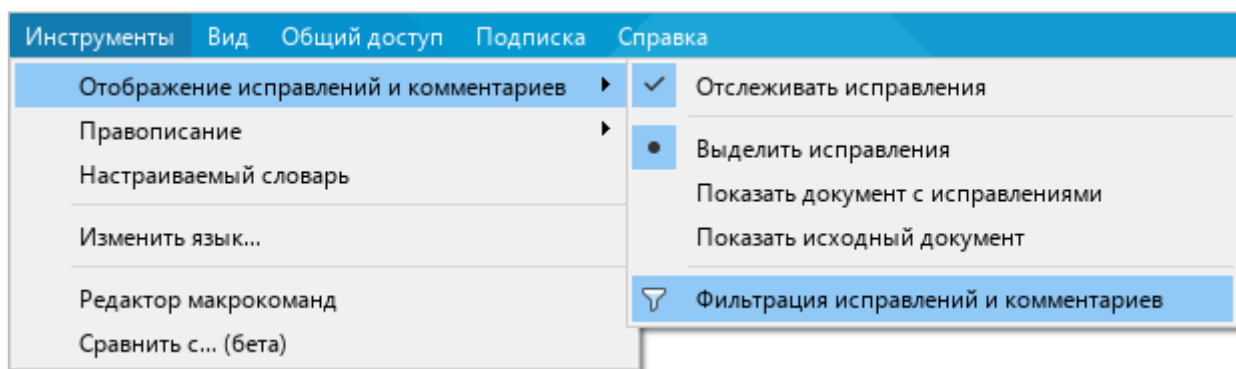 Инструменты Вид Общий доступ Подписка Справка
Отображение исправлений и комментариев
Правописание
Настраиваемый словарь
Изменить язык...
Редактор макрокоманд
Сравнить с... (бета)
Отслеживать исправления
Выделить исправления
Показать документ с исправлениями
Показать исходный документ
Фильтрация исправлений и комментариев